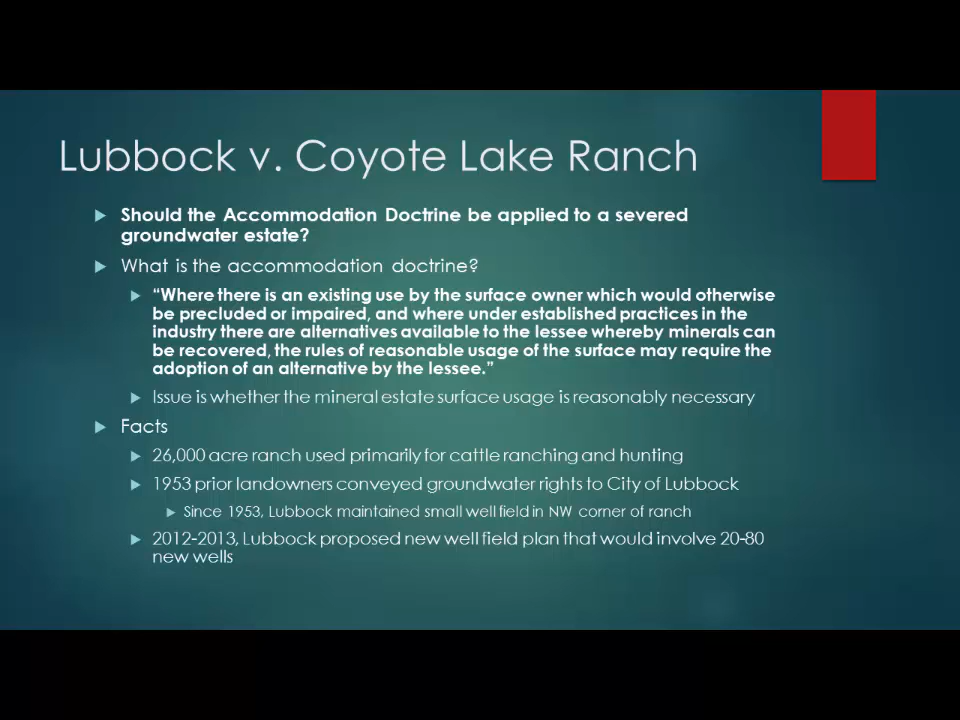 Lubbock v. Coyote Lake Ranch
Should the Accommodation Doctrine be applied to a severed
groundwater estate?
What is the accommodation doctrine?
“Where there is an existing use by the surface owner which would otherwise
be precluded or impaired, and where under established practices in the
industry there are alternatives available to the lessee whereby minerals can
be recovered, the rules of reasonable usage of the surface may require the
adoption of an alternative by the lessee.”
Issue is whether the mineral estate surface usage is reasonably necessary
Facts
26,000 acre ranch used primarily for cattle ranching and hunting
1953 prior landowners conveyed groundwater rights to City of Lubbock
Since 1953, Lubbock maintained small well field in NW corner of ranch
2012-2013, Lubbock proposed new well field plan that would involve 20-80
new wells